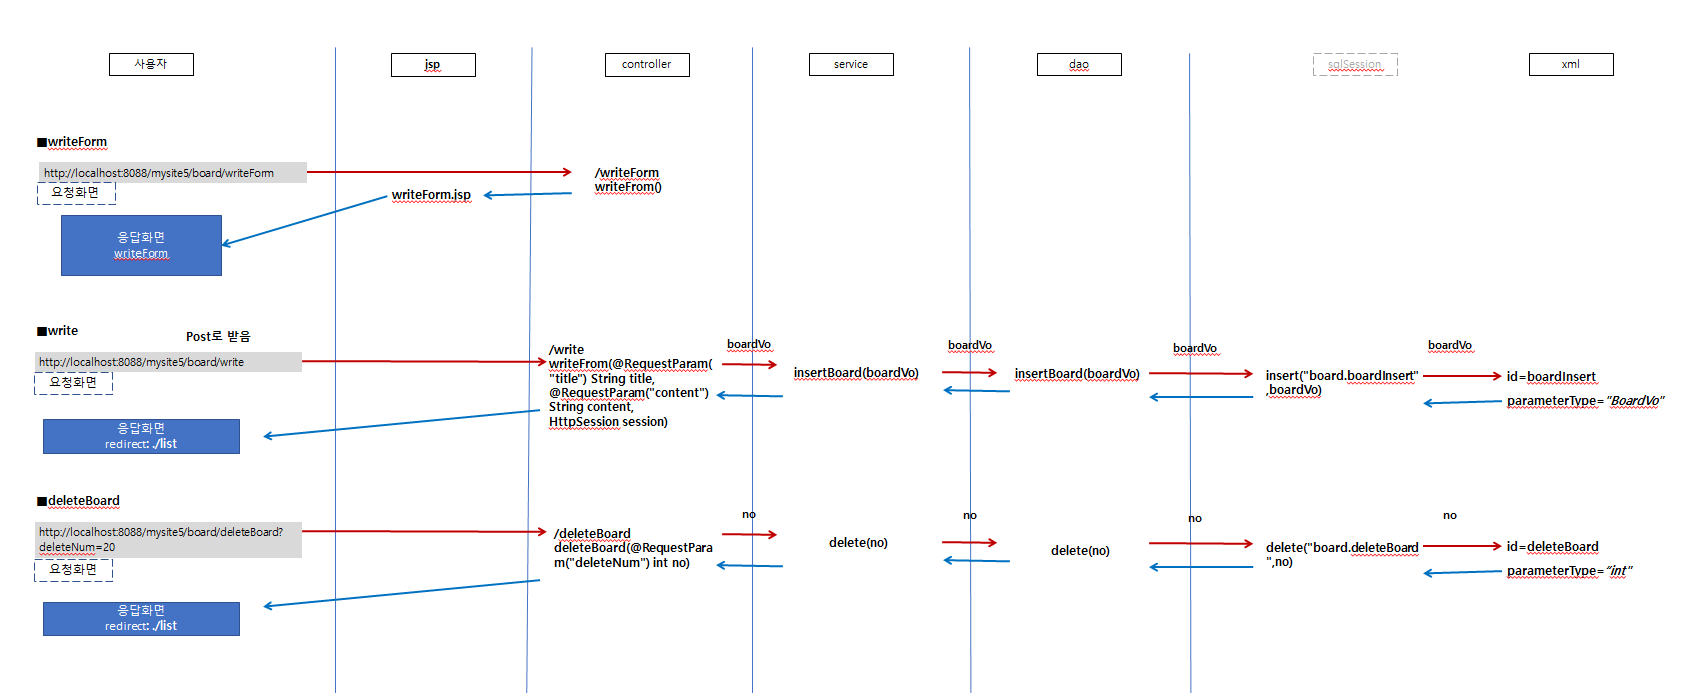 사용자
jsp
controller
service
dao
sqlSession
xml
■writeForm
http://localhost:8088/mysite5/board/writeForm
요청화면
/writeForm
writeFrom()
writeForm.jsp
응답화면
writeForm
■write
Post로 받음
http://localhost:8088/mysite5/board/write
요청화면
/write
writeFrom(@RequestParam(
"title") String title,
@RequestParam("content")
String content,
HttpSession session)
boardVo
insertBoard(boardVo)
boardVo
insertBoard(boardVo)
boardVo
insert("board.boardInsert"
,boardVo)
boardVo
id=boardInsert
parameterType="BoardVo"
응답화면
redirect: ./list
■deleteBoard
http://localhost:8088/mysite5/board/deleteBoard?
deleteNum=20
요청화면
/deleteBoard
deleteBoard(@RequestPara
m("deleteNum") int no)
no
delete(no)
no
delete(no)
no
delete("board.deleteBoard
",no)
no
id=deleteBoard
parameterType="int"
응답화면
redirect: ./list